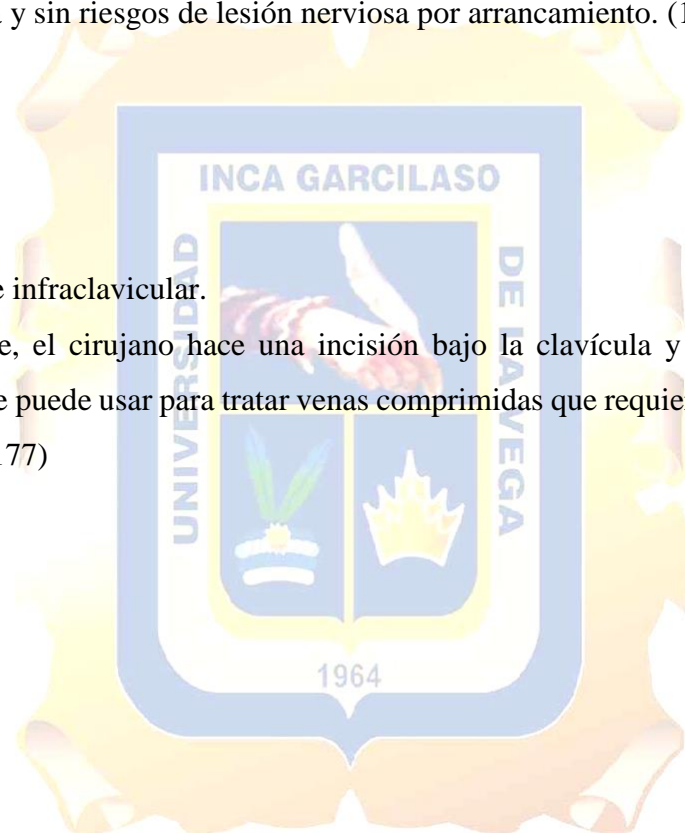 y sin riesgos de lesión nerviosa por arrancamiento. (1
INCA GARCILASO
UNIVERSIDAD
DE LA VEGA
e infraclavicular.
e, el cirujano hace una incisión bajo la clavícula y
e puede usar para tratar venas comprimidas que requie
177)
1964